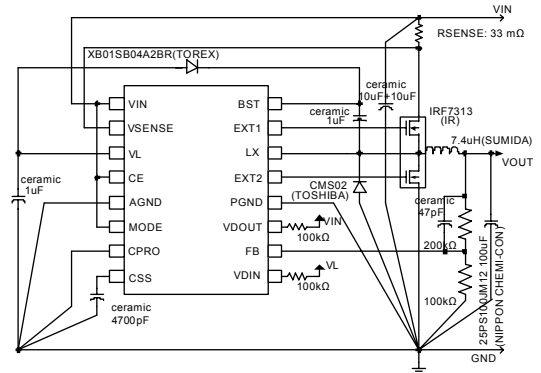 VIN
RSENSE: 33 mΩ
XB01SB04A2BR(TOREX)
ceramic
10uF+10uF
IRF7313
(IR)
ceramic
1uF
7.4uH(SUMIDA)
VOUT
VIN
VSENSE
VL
CE
AGND
MODE
CPRO
CSS
BST
EXT1
LX
EXT2
PGND
VDOUT
FB
VDIN
ceramic
1uF
CMS02
(TOSHIBA)
VIN
100kΩ
VL
100kΩ
ceramic
47pF
200kΩ
100kΩ
25PS100JM12 100uF
(NIPPON CHEMI-CON)
ceramic
4700pF
GND